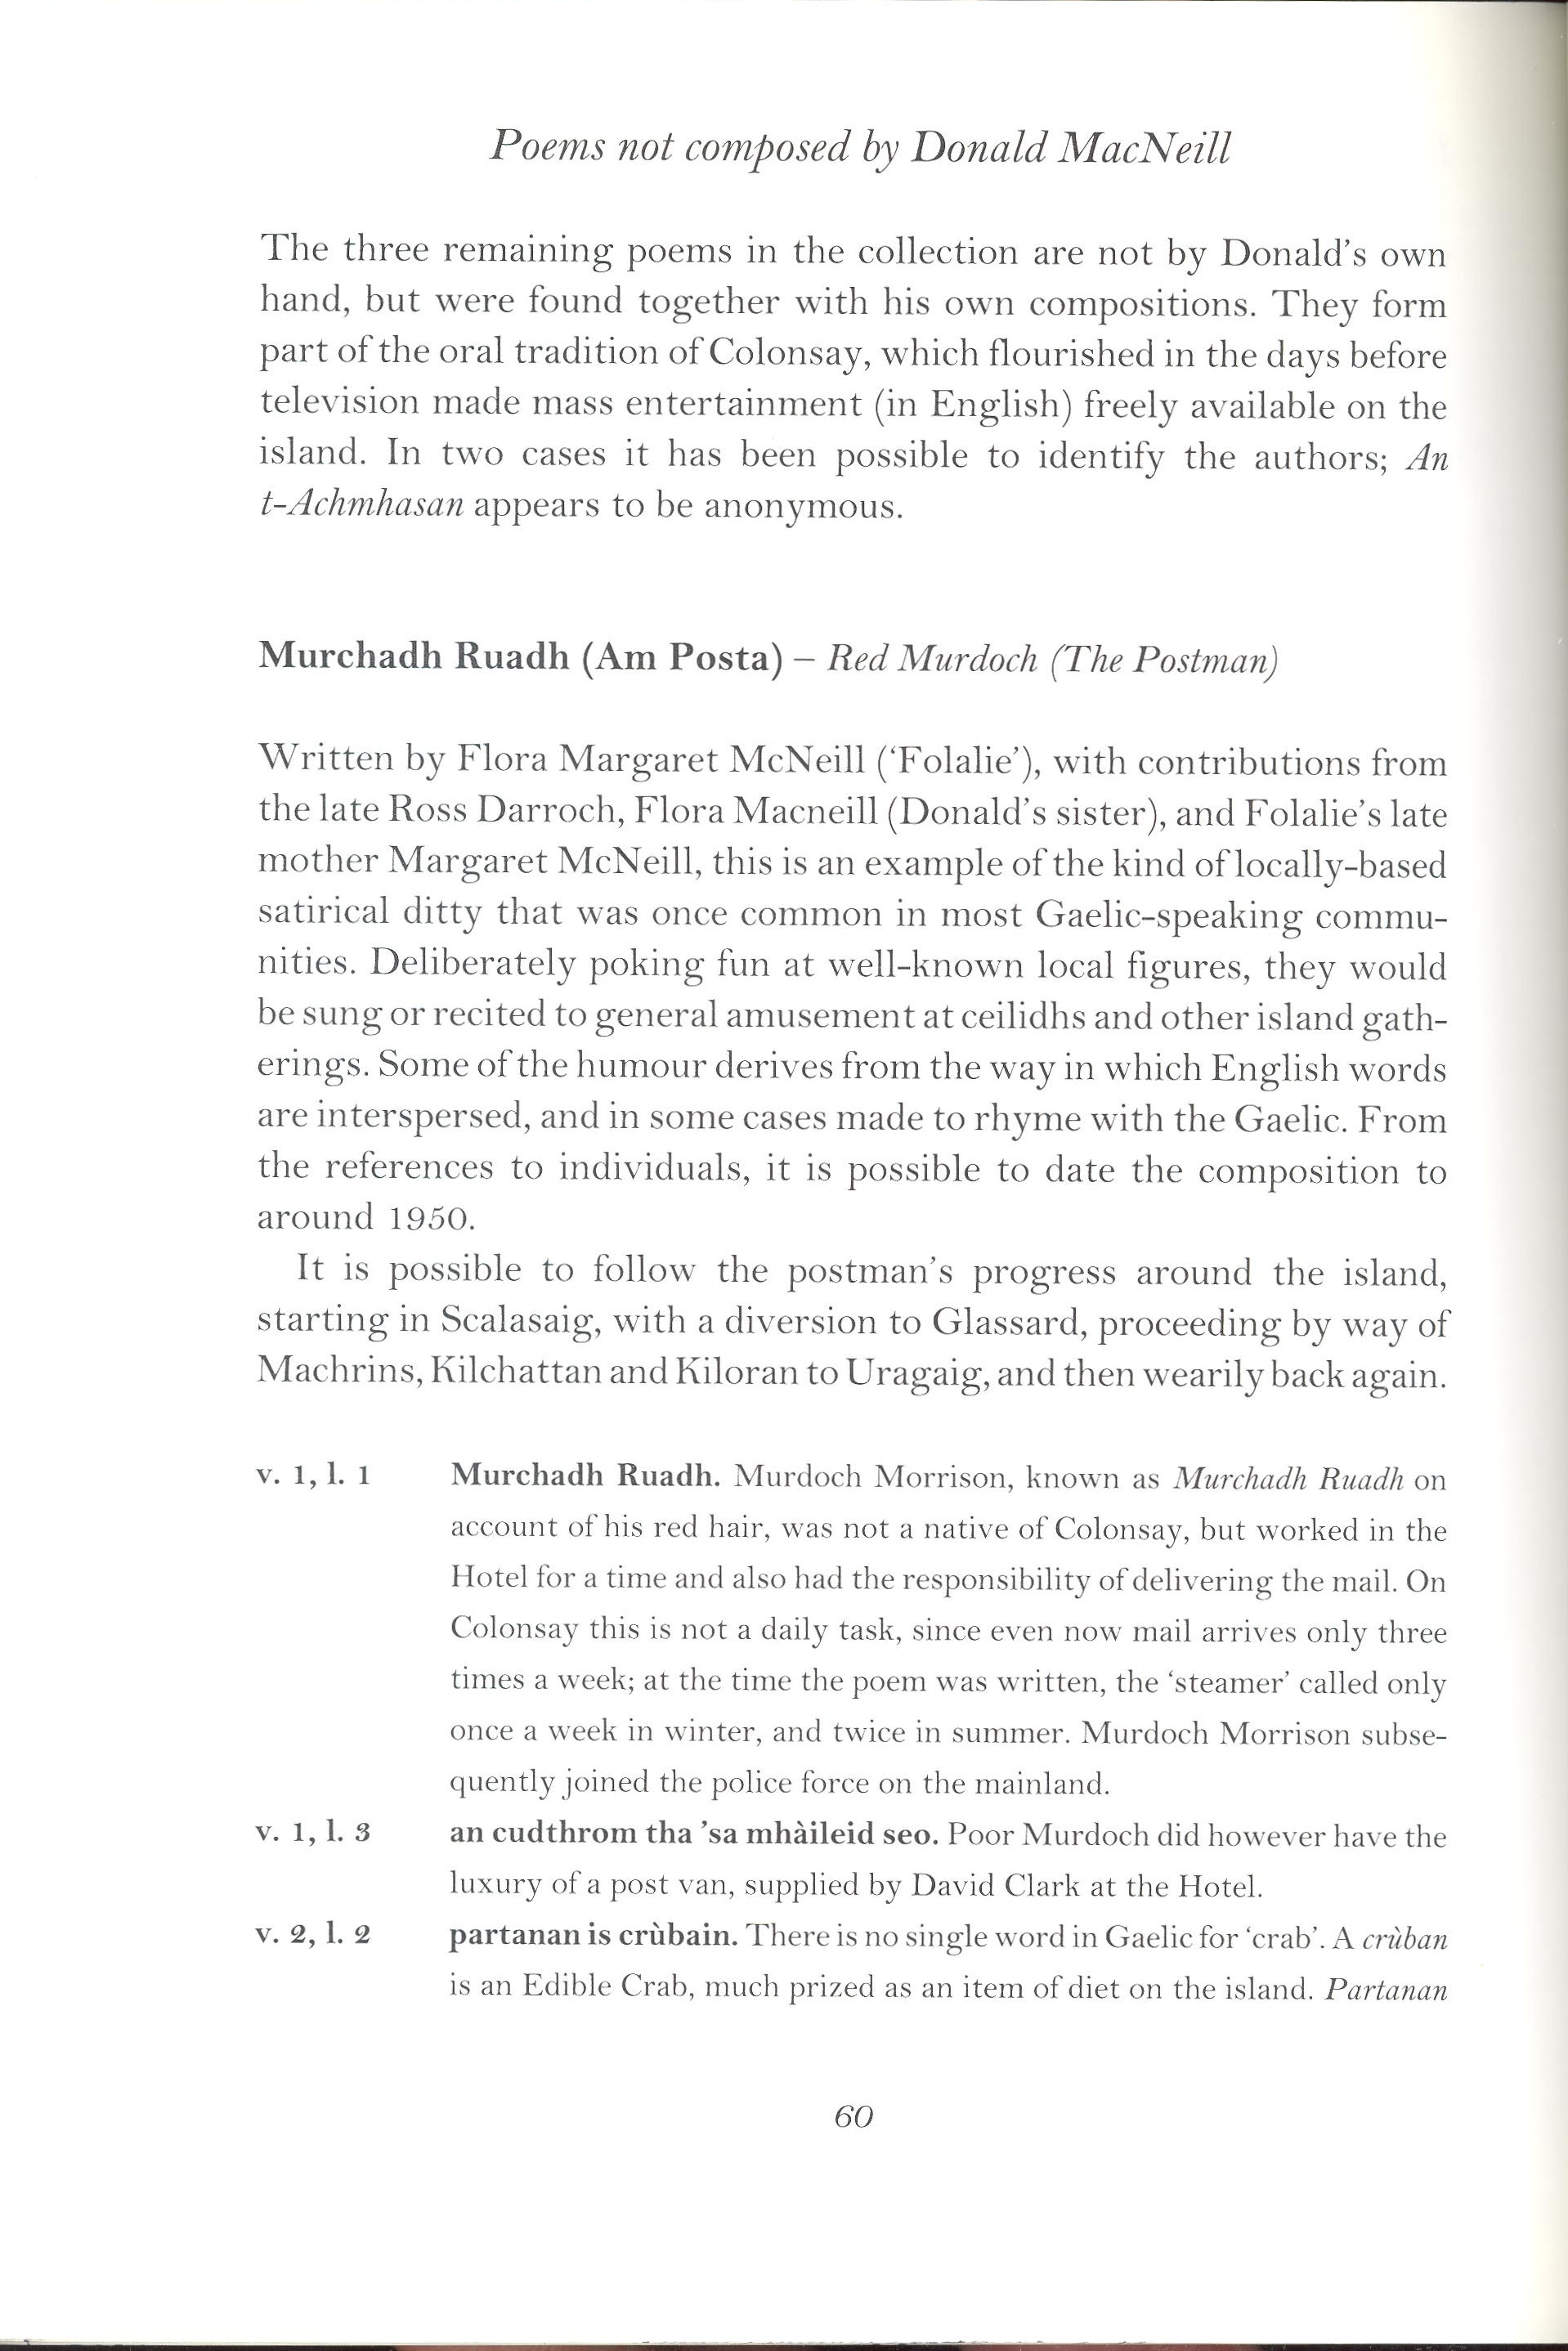 Poems not composed by Donald MacNeill
The three remaining poems in the collection are not by Donald's own
hand, but were found together with his own compositions. They form
part of the oral tradition of Colonsay, which flourished in the days before
television made mass entertainment (in English) freely available on the
island. In two cases it has been possible to identify the authors; An
t-Achmhasan appears to be anonymous.
Murchadh Ruadh (Am Posta) – Red Murdoch (The Postman)
Written by Flora Margaret McNeill ('Folalie'), with contributions from
the late Ross Darroch, Flora Macneill (Donald's sister), and Folalie's late
mother Margaret McNeill, this is an example of the kind of locally-based
satirical ditty that was once common in most Gaelic-speaking commu-
nities. Deliberately poking fun at well-known local figures, they would
be sung or recited to general amusement at ceilidhs and other island gath-
erings. Some of the humour derives from the way in which English words
are interspersed, and in some cases made to rhyme with the Gaelic. From
the references to individuals, it is possible to date the composition to
around 1950.
It is possible to follow the postman's progress around the island,
starting in Scalasaig, with a diversion to Glassard, proceeding by way of
Machrins, Kilchattan and Kiloran to Uragaig, and then wearily back again.
v. 1, l. 1 Murchadh Ruadh. Murdoch Morrison, known as Murchadh Ruadh on
account of his red hair, was not a native of Colonsay, but worked in the
Hotel for a time and also had the responsibility of delivering the mail. On
Colonsay this is not a daily task, since even now mail arrives only three
times a week; at the time the poem was written, the 'steamer' called only
once a week in winter, and twice in summer. Murdoch Morrison subse-
quently joined the police force on the mainland.
v. 1, l. 3 an cudthrom tha 'sa mhàileid seo. Poor Murdoch did however have the
luxury of a post van, supplied by David Clark at the Hotel.
v. 2, l. 2 partanan is crùbain. There is no single word in Gaelic for 'crab'. A crùban
is an Edible Crab, much prized as an item of diet on the island. Partanan
60